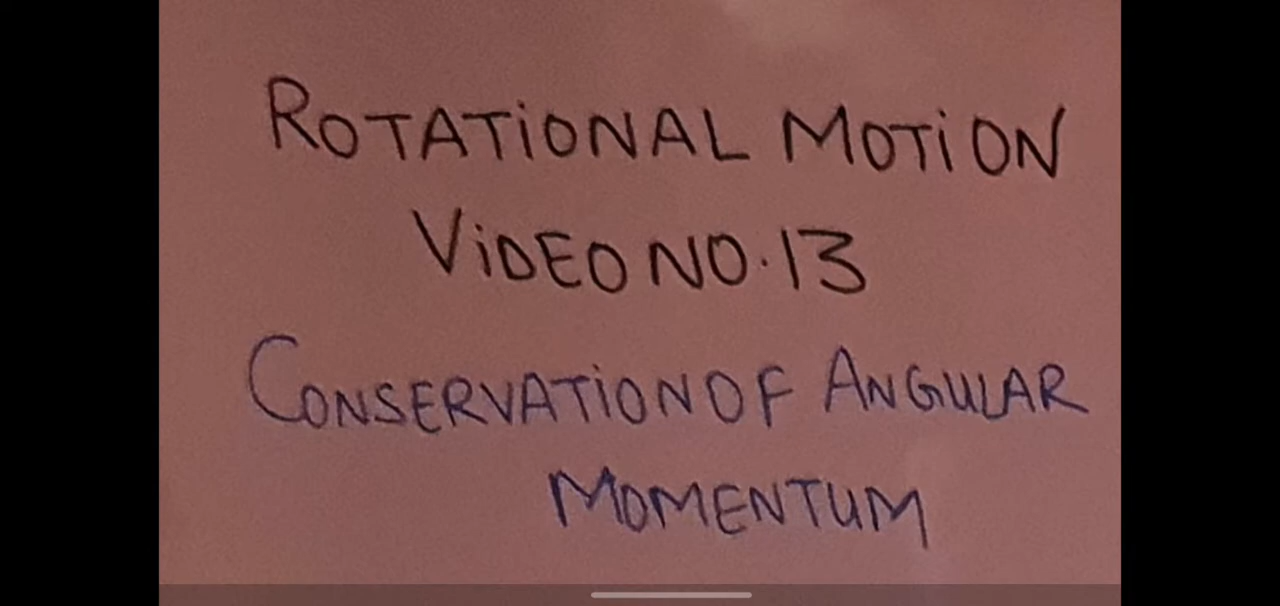 ROTATIONAL MOTION
VIDEO NO. 13
CONSERVATION OF ANGULAR
MOMENTUM